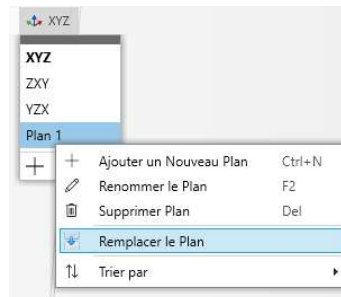 XYZ
XYZ
ZXY
YZX
Plan 1
Ajouter un Nouveau Plan Ctrl+N
Renommer le Plan F2
Supprimer Plan Del
Remplacer le Plan
Trier par